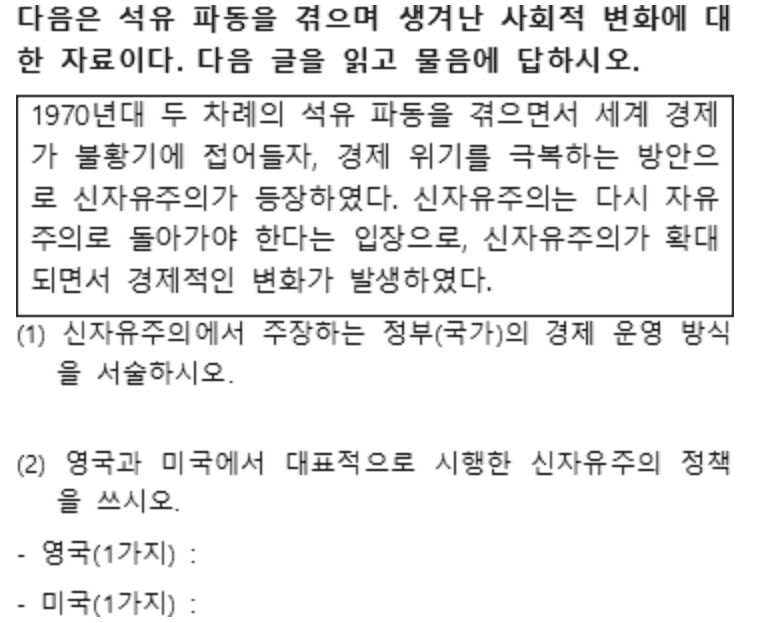 다음은 석유 파동을 겪으며 생겨난 사회적 변화에 대
한 자료이다. 다음 글을 읽고 물음에 답하시오.
1970년대 두 차례의 석유 파동을 겪으면서 세계 경제
가 불황기에 접어들자, 경제 위기를 극복하는 방안으
로 신자유주의가 등장하였다. 신자유주의는 다시 자유
주의로 돌아가야 한다는 입장으로, 신자유주의가 확대
되면서 경제적인 변화가 발생하였다.
(1) 신자유주의에서 주장하는 정부(국가)의 경제 운영 방식
을 서술하시오.
(2) 영국과 미국에서 대표적으로 시행한 신자유주의 정책
을 쓰시오.
- 영국(1가지) :
- 미국(1가지) :